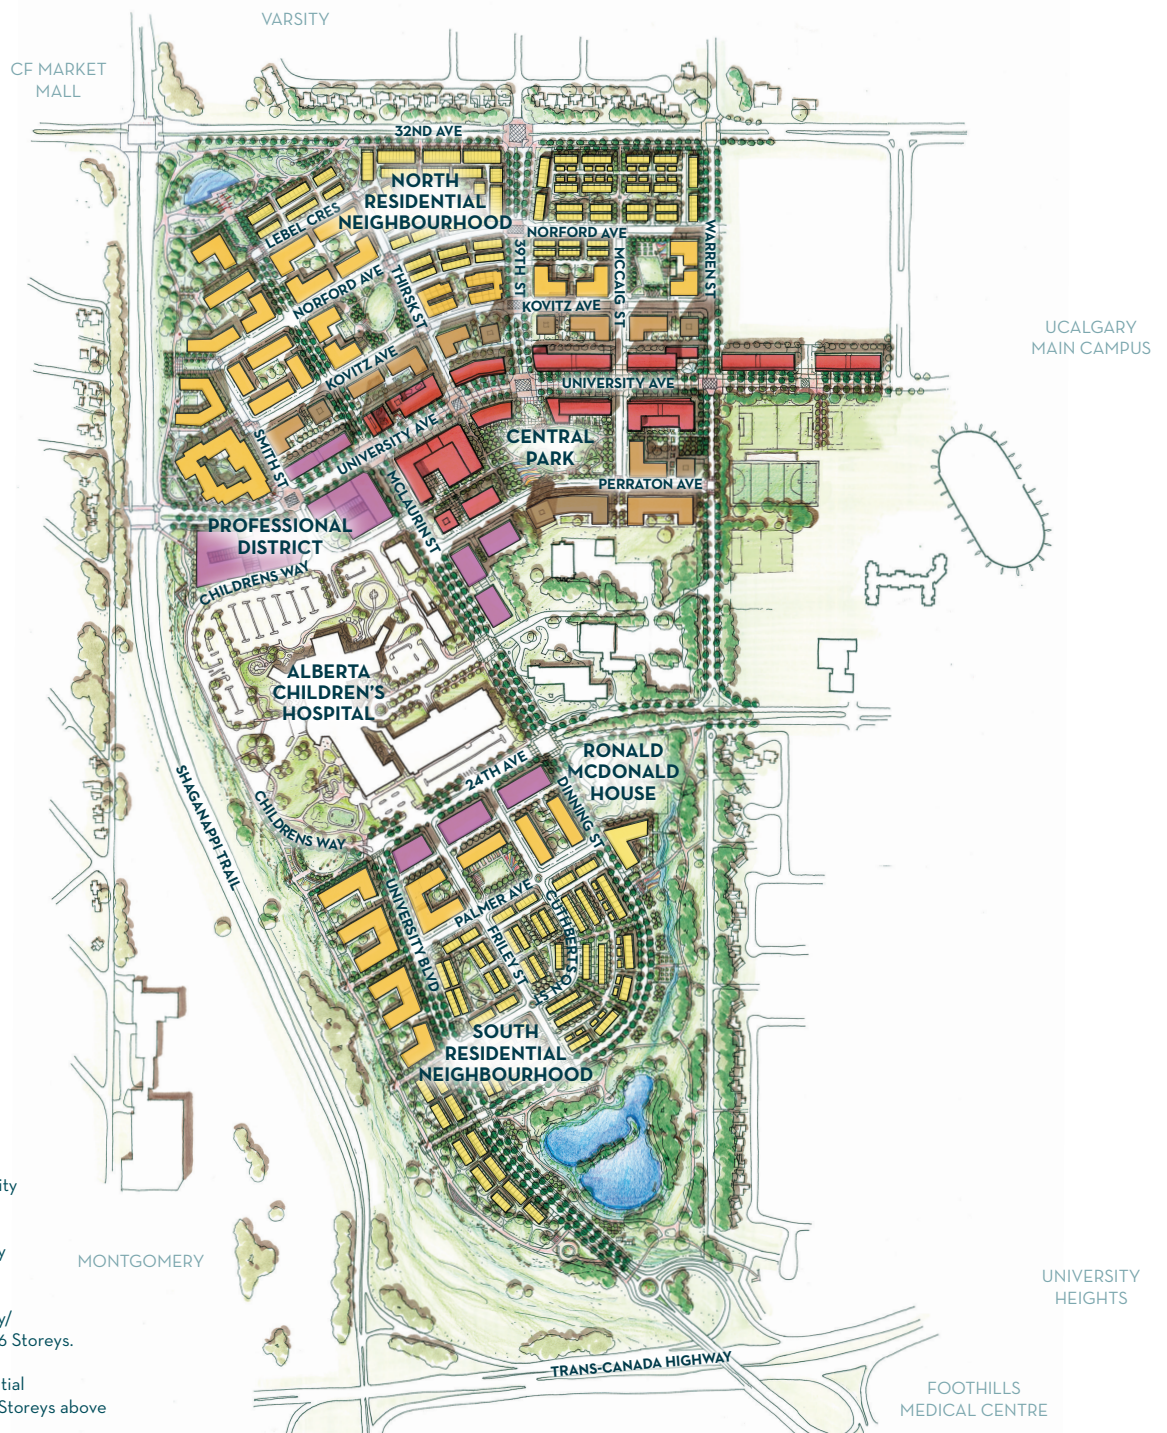 VARSITY
CF MARKET
MALL
32ND AVE
NORTH
RESIDENTIAL
NEIGHBOURHOOD
LEBEL CRES
NORFORD AVE
39TH ST
MCCAIG ST
WARREN ST
NORFORD AVE
THIRSK ST
KOVITZ AVE
UCALGARY
MAIN CAMPUS
KOVITZ AVE
UNIVERSITY AVE
UNIVERSITY AVE
SMITH ST
CENTRAL
PARK
MCLAURIN ST
PERRATON AVE
PROFESSIONAL
DISTRICT
CHILDRENS WAY
ALBERTA
CHILDREN'S
HOSPITAL
RONALD
MCDONALD
HOUSE
24TH AVE
DINNING ST
SHAGANAPPI TRAIL
CHILDRENS WAY
UNIVERSITY BLVD
PALMER AVE
CUTHBERTSON ST
FRILEY ST
SOUTH
RESIDENTIAL
NEIGHBOURHOOD
ity
y
MONTGOMERY
UNIVERSITY
HEIGHTS
y/
6 Storeys.
TRANS-CANADA HIGHWAY
tial
Storeys above
FOOTHILLS
MEDICAL CENTRE